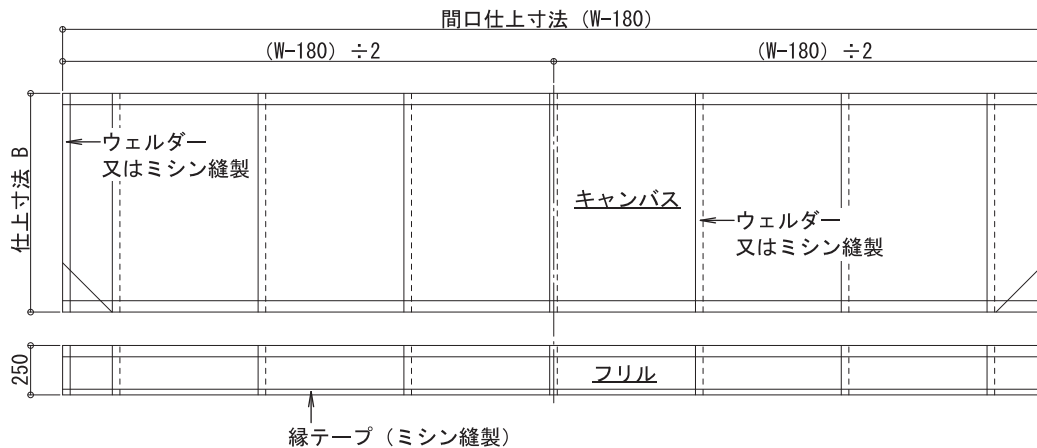 間口仕上寸法 (W-180)
(W-180) ÷2
(W-180) ÷2
仕上寸法 B
ウェルダー
又はミシン縫製
キャンバス
ウェルダー
又はミシン縫製
250
フリル
縁テープ (ミシン縫製)